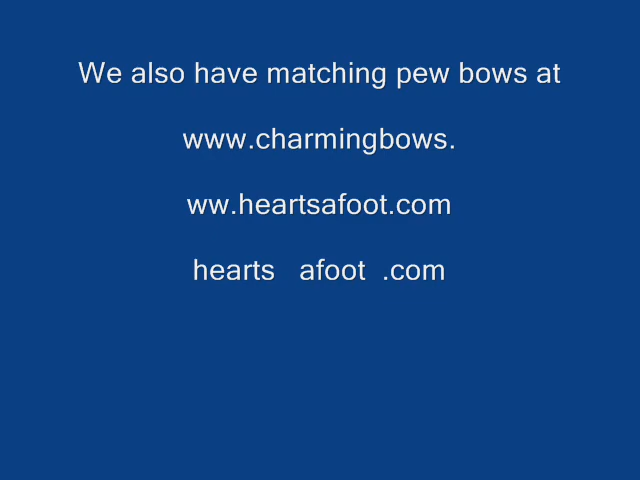 We also have matching pew bows at
www.charmingbows.
ww.heartsafoot.com
hearts   afoot  .com